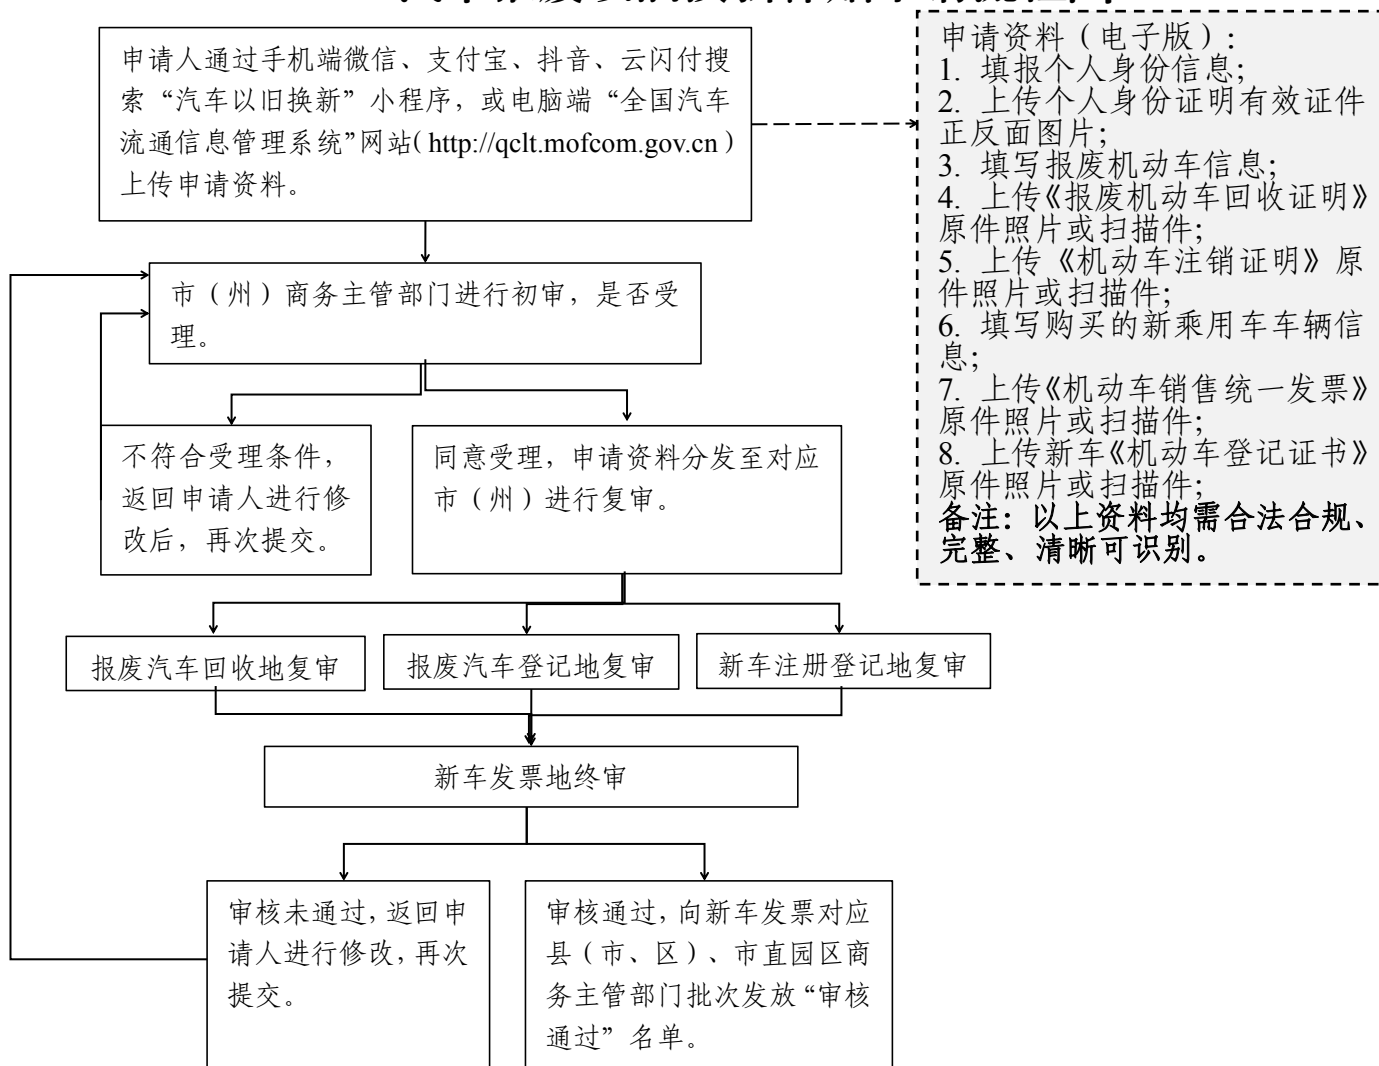 申请人通过手机端微信、支付宝、抖音、云闪付搜
索“汽车以旧换新”小程序，或电脑端“全国汽车
流通信息管理系统”网站（http://qclt.mofcom.gov.cn）
上传申请资料。
申请资料（电子版）：
1. 填报个人身份信息;
2. 上传个人身份证明有效证件
正反面图片;
3. 填写报废机动车信息;
4. 上传《报废机动车回收证明》
原件照片或扫描件;
5. 上传《机动车注销证明》原
件照片或扫描件;
6. 填写购买的新乘用车车辆信
息;
7. 上传《机动车销售统一发票》
原件照片或扫描件;
8. 上传新车《机动车登记证书》
原件照片或扫描件;
备注：以上资料均需合法合规、
完整、清晰可识别。
市（州）商务主管部门进行初审，是否受
理。
不符合受理条件，
返回申请人进行修
改后，再次提交。
同意受理，申请资料分发至对应
市（州）进行复审。
报废汽车回收地复审
报废汽车登记地复审
新车注册登记地复审
新车发票地终审
审核未通过，返回申
请人进行修改，再次
提交。
审核通过，向新车发票对应
县（市、区）、市直园区商
务主管部门批次发放“审核
通过”名单。